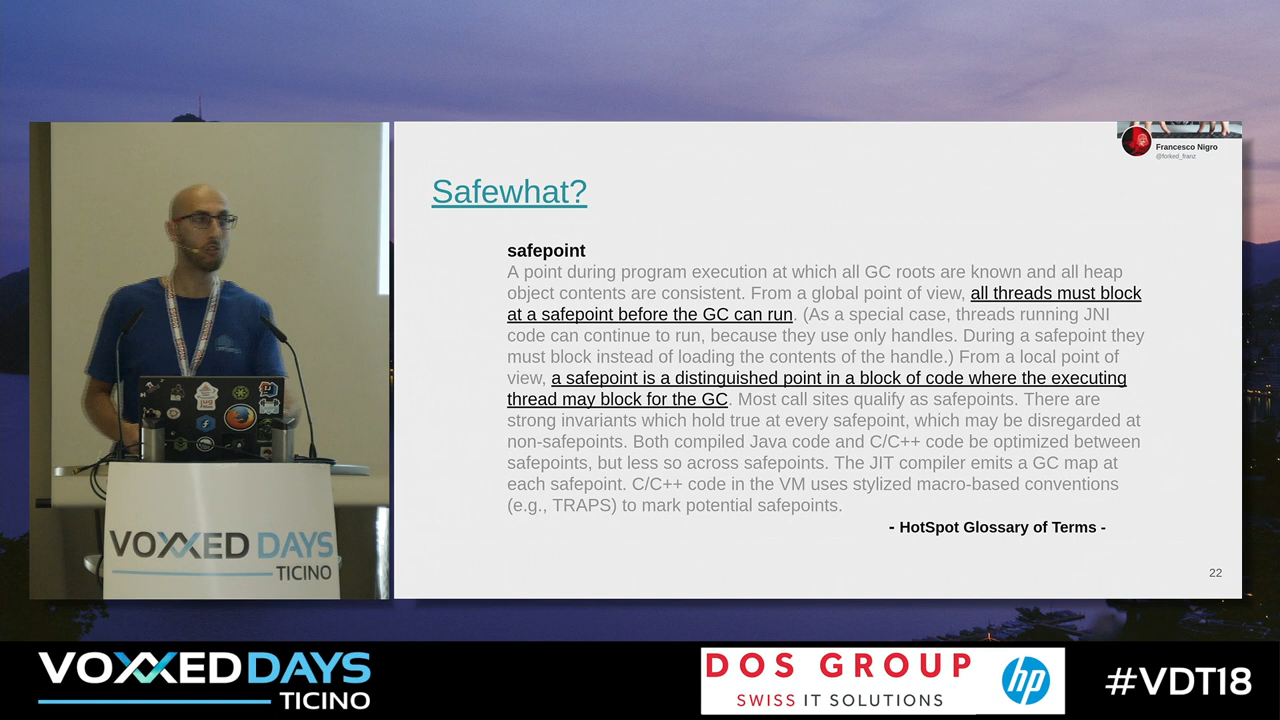 Francesco Nigro
@forked_franz
Safewhat?
safepoint
A point during program execution at which all GC roots are known and all heap
object contents are consistent. From a global point of view, all threads must block
at a safepoint before the GC can run. (As a special case, threads running JNI
code can continue to run, because they use only handles. During a safepoint they
must block instead of loading the contents of the handle.) From a local point of
view, a safepoint is a distinguished point in a block of code where the executing
thread may block for the GC. Most call sites qualify as safepoints. There are
strong invariants which hold true at every safepoint, which may be disregarded at
non-safepoints. Both compiled Java code and C/C++ code be optimized between
safepoints, but less so across safepoints. The JIT compiler emits a GC map at
each safepoint. C/C++ code in the VM uses stylized macro-based conventions
(e.g., TRAPS) to mark potential safepoints.
- HotSpot Glossary of Terms -
22
VOXXED DAYS
TICINO
VOXXED DAYS
TICINO
DOS GROUP
SWISS IT SOLUTIONS
hp
#VDT18